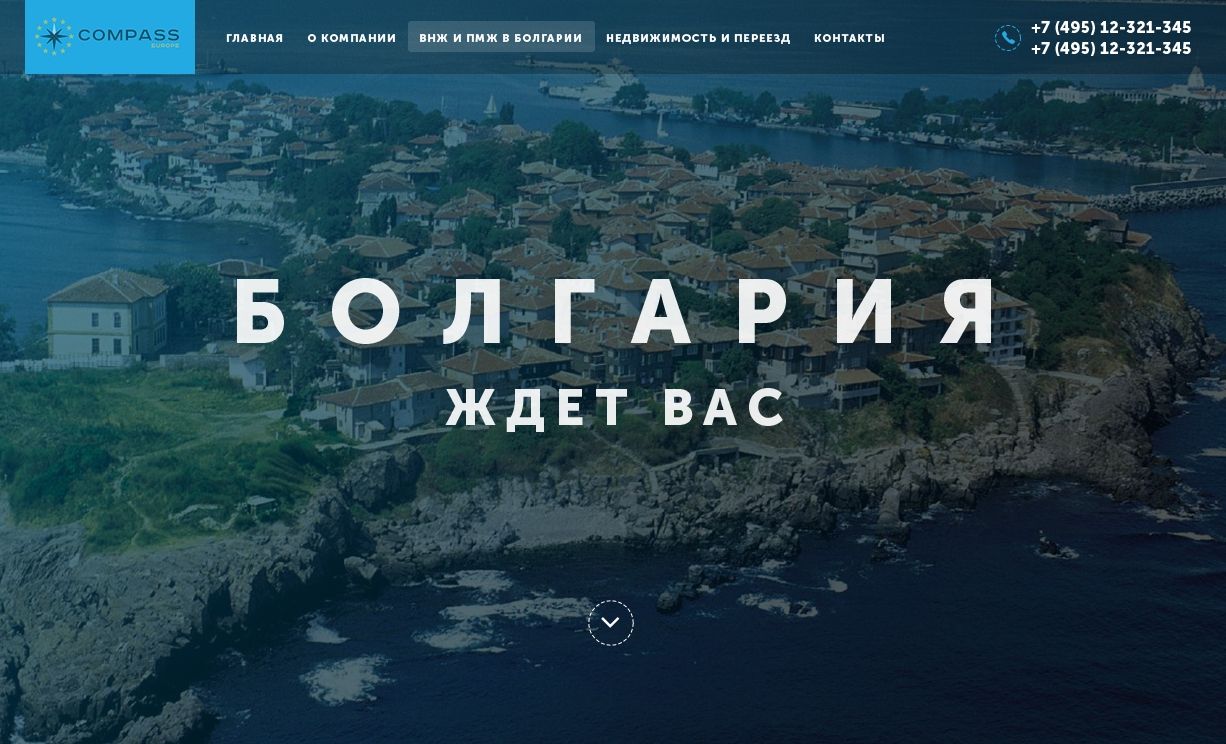 COMPASS
EUROPE
ГЛАВНАЯ О КОМПАНИИ ВНЖ И ПМЖ В БОЛГАРИИ НЕДВИЖИМОСТЬ И ПЕРЕЕЗД КОНТАКТЫ
+7 (495) 12-321-345
+7 (495) 12-321-345
БОЛГАРИЯ
ЖДЕТ ВАС